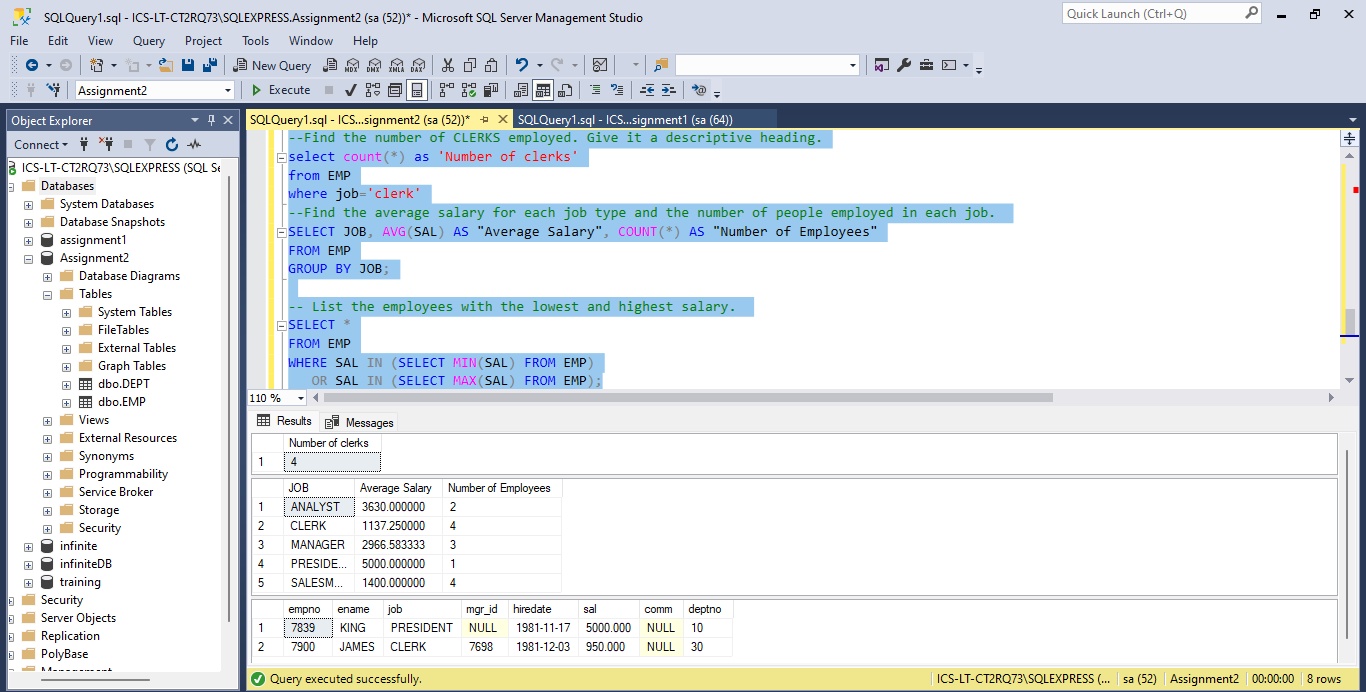 SQLQuery1.sql - ICS-LT-CT2RQ73\SQLEXPRESS.Assignment2 (sa (52))* - Microsoft SQL Server Management Studio
Quick Launch (Ctrl+Q)
File Edit View Query Project Tools Window Help
New Query MDX DMX XMLA DAX
Assignment2 Execute
Object Explorer
Connect
ICS-LT-CT2RQ73\SQLEXPRESS (SQL Se
Databases
System Databases
Database Snapshots
assignment1
Assignment2
Database Diagrams
Tables
System Tables
FileTables
External Tables
Graph Tables
dbo.DEPT
dbo.EMP
Views
External Resources
Synonyms
Programmability
Service Broker
Storage
Security
infinite
infiniteDB
training
Security
Server Objects
Replication
PolyBase
Management
SQLQuery1.sql - ICS...signment2 (sa (52))* SQLQuery1.sql - ICS...signment1 (sa (64))
--Find the number of CLERKS employed. Give it a descriptive heading.
select count(*) as 'Number of clerks'
from EMP
where job='clerk'
--Find the average salary for each job type and the number of people employed in each job.
SELECT JOB, AVG(SAL) AS "Average Salary", COUNT(*) AS "Number of Employees"
FROM EMP
GROUP BY JOB;
-- List the employees with the lowest and highest salary.
SELECT *
FROM EMP
WHERE SAL IN (SELECT MIN(SAL) FROM EMP)
OR SAL IN (SELECT MAX(SAL) FROM EMP);
110 %
Results Messages
Number of clerks
1 4
JOB Average Salary Number of Employees
1 ANALYST 3630.000000 2
2 CLERK 1137.250000 4
3 MANAGER 2966.583333 3
4 PRESIDE... 5000.000000 1
5 SALESM... 1400.000000 4
empno ename job mgr_id hiredate sal comm deptno
1 7839 KING PRESIDENT NULL 1981-11-17 5000.000 NULL 10
2 7900 JAMES CLERK 7698 1981-12-03 950.000 NULL 30
Query executed successfully. ICS-LT-CT2RQ73\SQLEXPRESS (... sa (52) Assignment2 00:00:00 8 rows